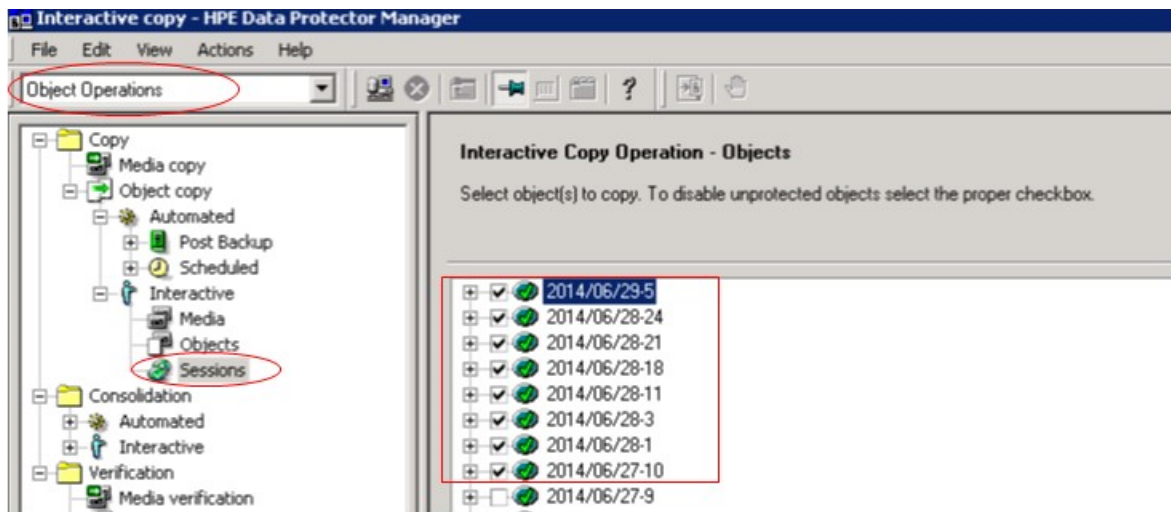 Interactive copy - HPE Data Protector Manager
File Edit View Actions Help
Object Operations
Copy
Media copy
Object copy
Automated
Post Backup
Scheduled
Interactive
Media
Objects
Sessions
Consolidation
Automated
Interactive
Verification
Media verification
Interactive Copy Operation - Objects
Select object(s) to copy. To disable unprotected objects select the proper checkbox.
2014/06/29-5
2014/06/28-24
2014/06/28-21
2014/06/28-18
2014/06/28-11
2014/06/28-3
2014/06/28-1
2014/06/27-10
2014/06/27-9